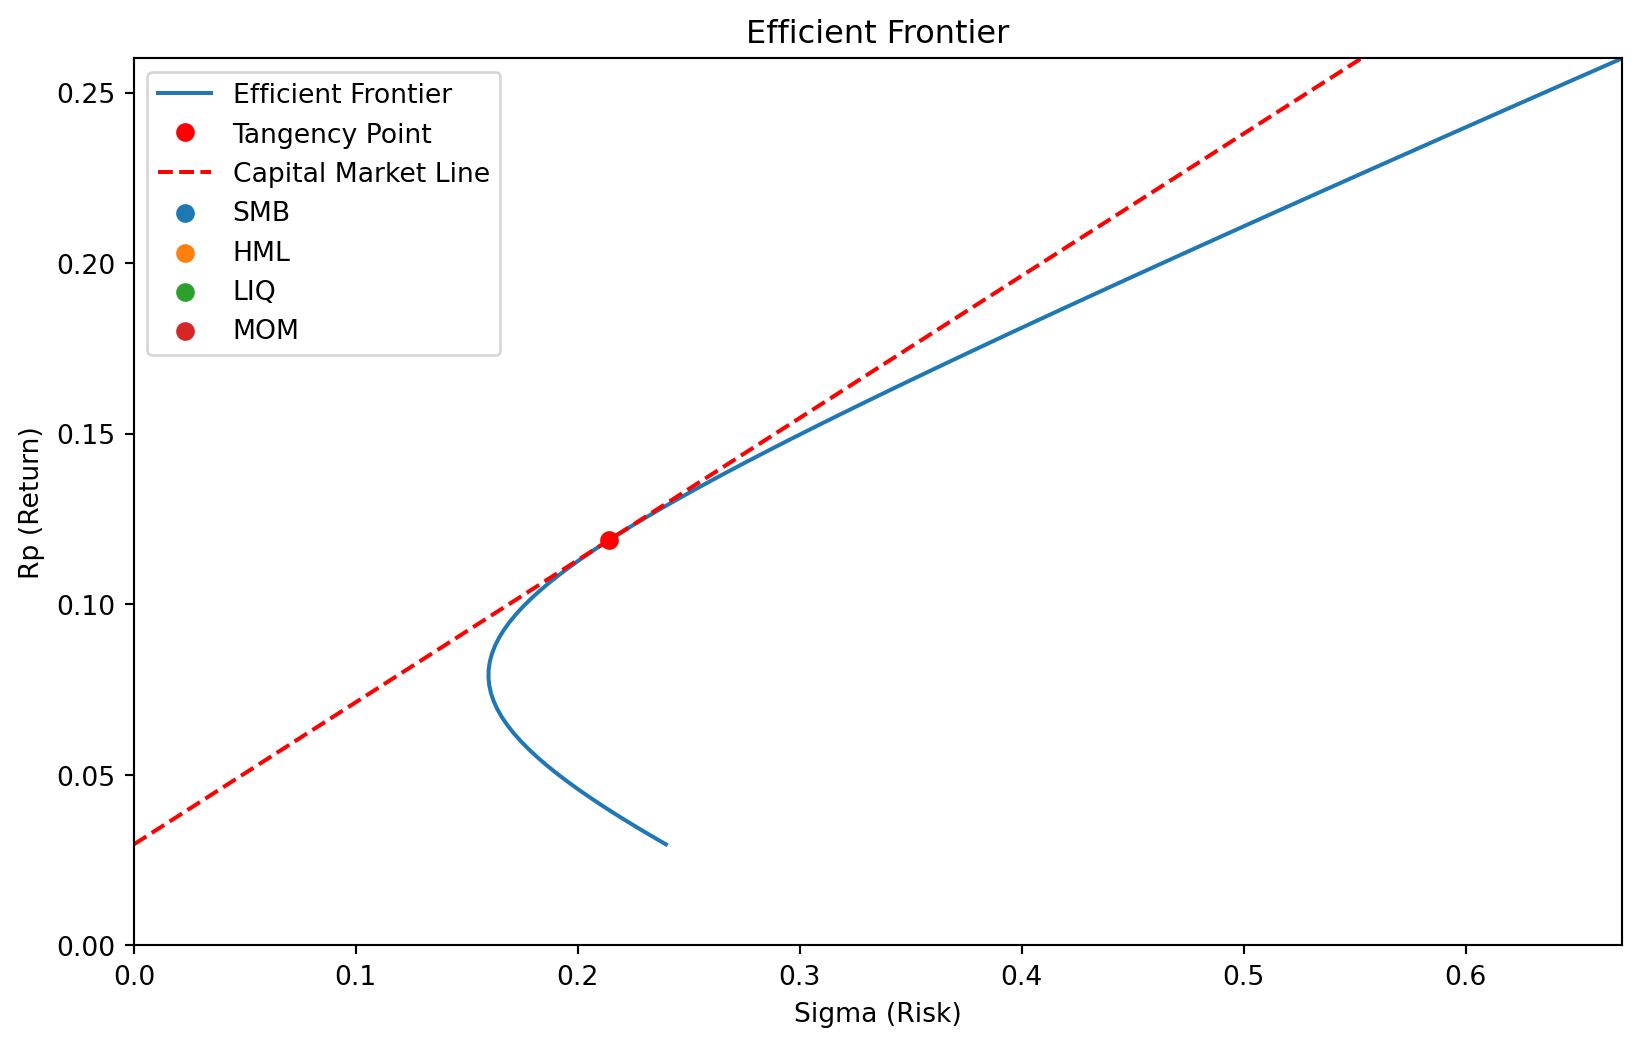 Efficient Frontier
Efficient Frontier
Tangency Point
Capital Market Line
SMB
HML
LIQ
MOM
Rp (Return)
0.25
0.20
0.15
0.10
0.05
0.00
0.0 0.1 0.2 0.3 0.4 0.5 0.6
Sigma (Risk)